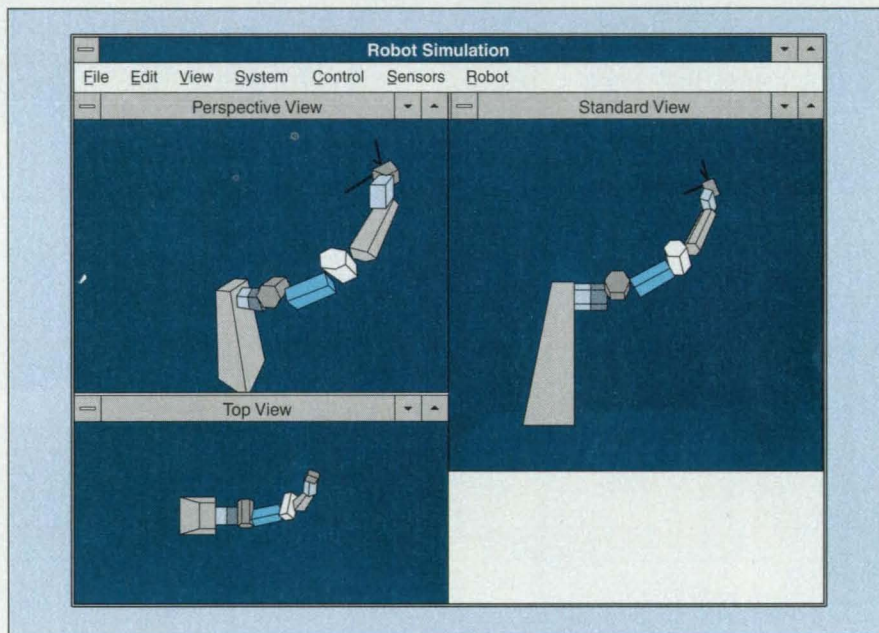 Robot Simulation
File Edit View System Control Sensors Robot
Perspective View
Standard View
Top View